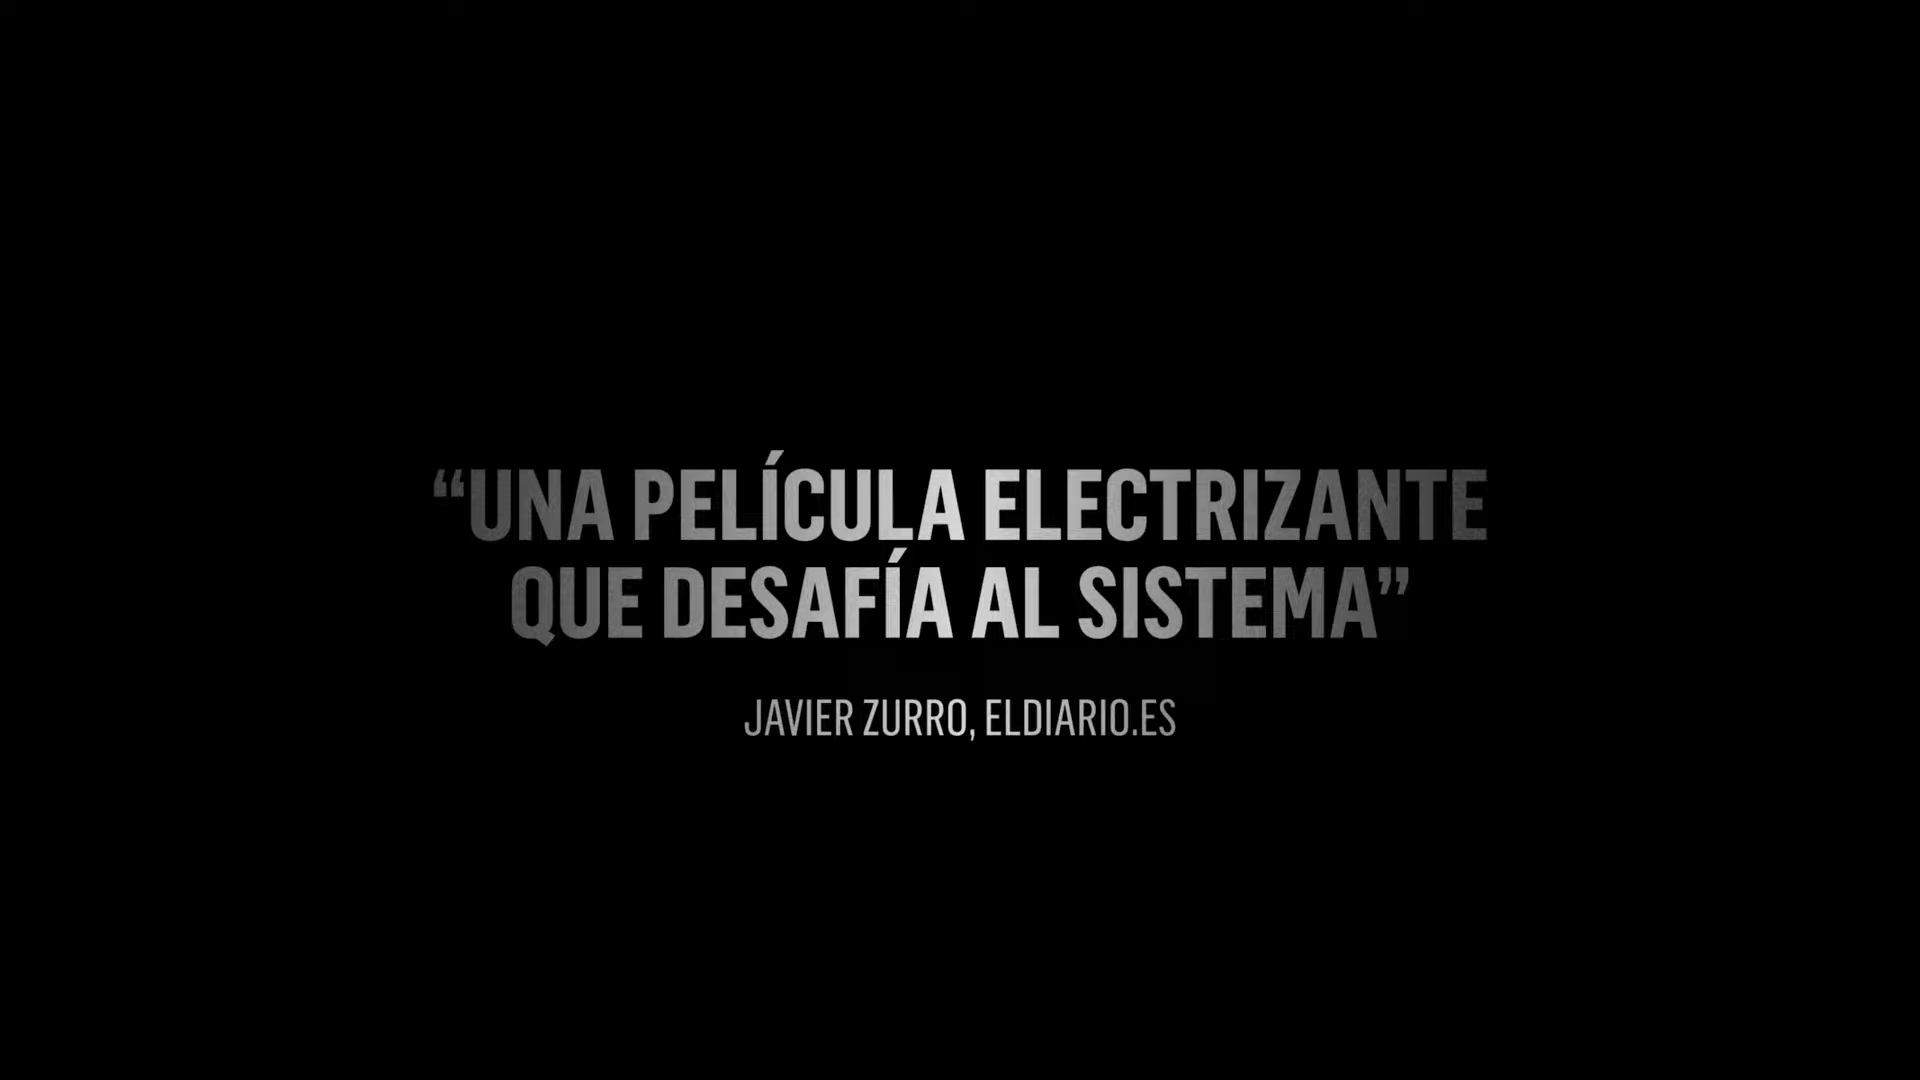 “UNA PELÍCULA ELECTRIZANTE
QUE DESAFÍA AL SISTEMA”
JAVIER ZURRO, ELDIARIO.ES